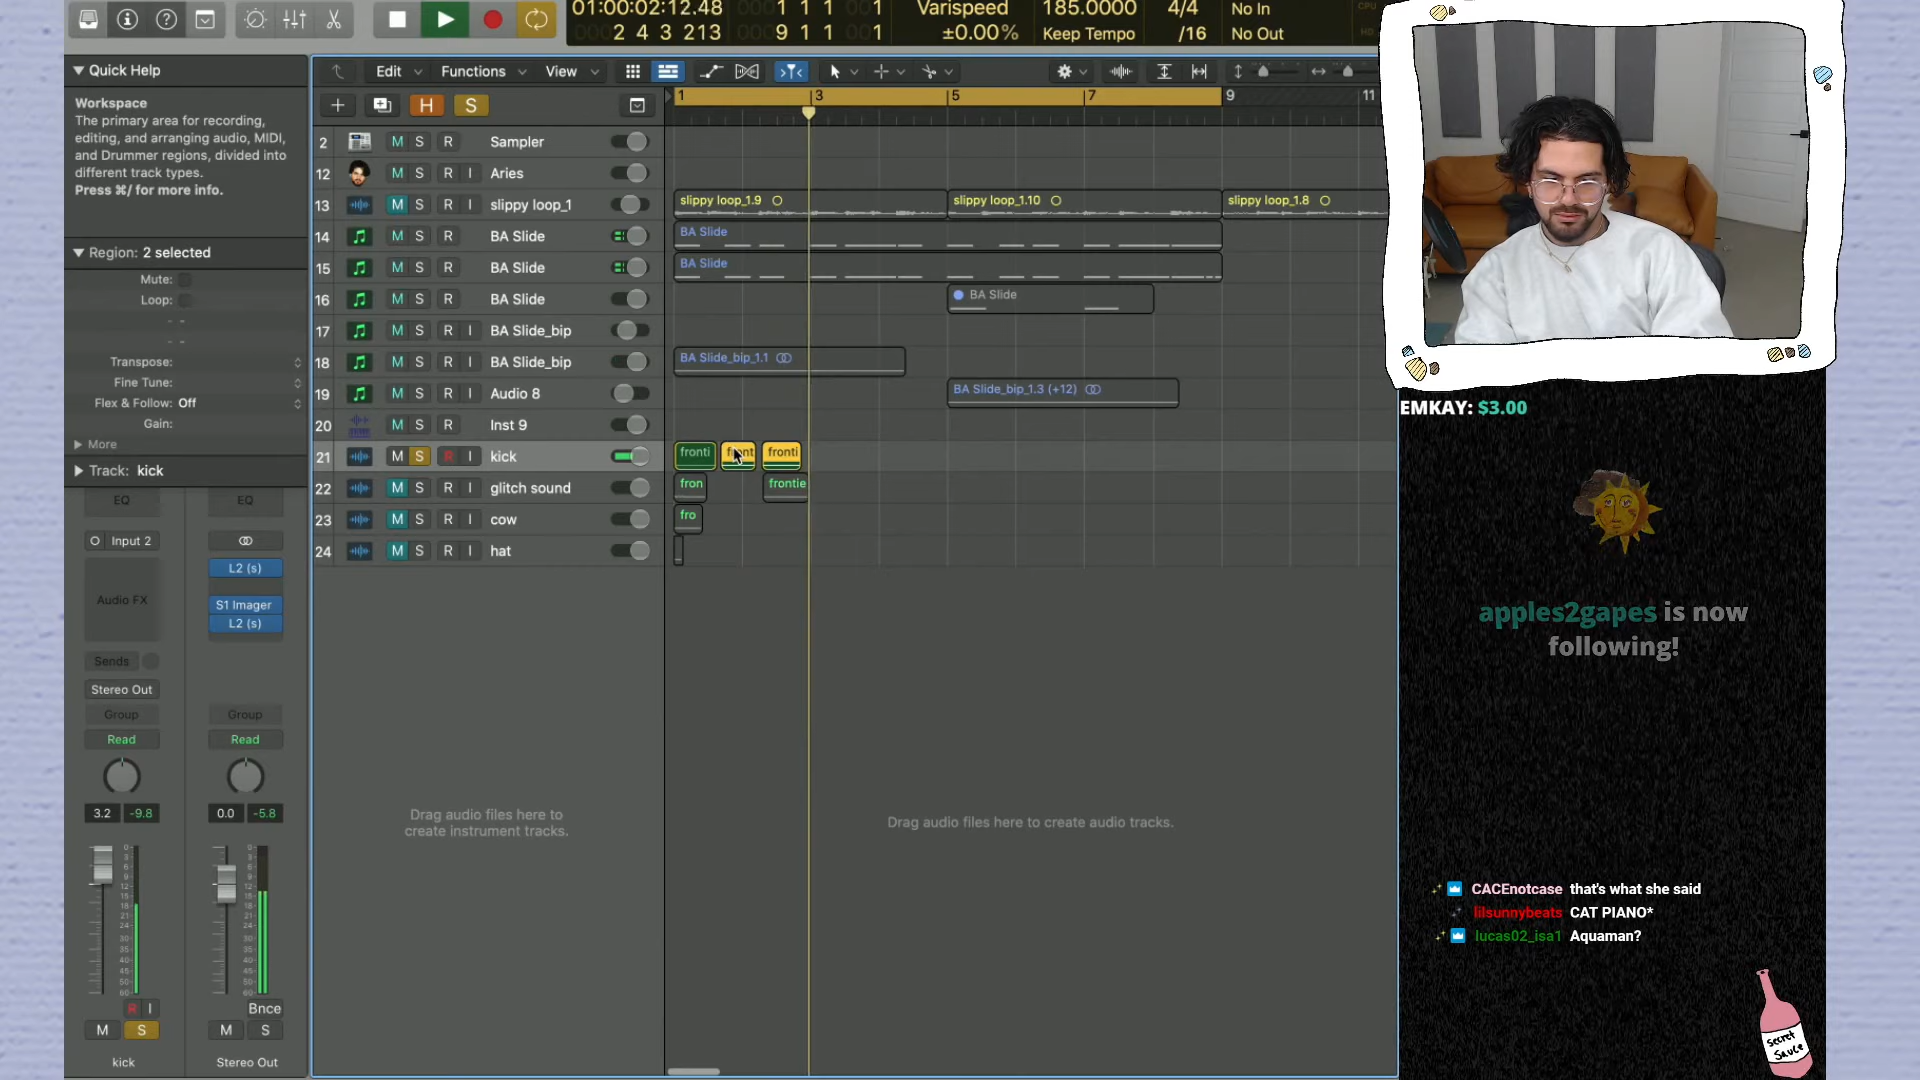 01:00:02:12.48
2 4 3 213
1 1 1 1
9 1 1 1
Varispeed
±0.00%
185.0000
Keep Tempo
4/4
/16
No In
No Out
Quick Help
Workspace
The primary area for recording,
editing, and arranging audio, MIDI,
and Drummer regions, divided into
different track types.
Press ⌘/ for more info.
Region: 2 selected
Mute:
Loop:
Transpose:
Fine Tune:
Flex & Follow: Off
Gain:
More
Track: kick
Edit
Functions
View
H
S
1
3
5
7
9
11
2 M S R Sampler
12 M S R I Aries
13 M S R I slippy loop_1
slippy loop_1.9
slippy loop_1.10
slippy loop_1.8
14 M S R BA Slide
BA Slide
15 M S R BA Slide
BA Slide
16 M S R BA Slide
BA Slide
17 M S R I BA Slide_bip
18 M S R I BA Slide_bip
BA Slide_bip_1.1
19 M S R I Audio 8
BA Slide_bip_1.3 (+12)
20 M S R Inst 9
21 M S R I kick
fronti
front
fronti
22 M S R I glitch sound
fron
frontie
23 M S R I cow
fro
24 M S R I hat
EQ
EQ
Input 2
L2 (s)
Audio FX
S1 Imager
L2 (s)
Sends
Stereo Out
Group
Group
Read
Read
3.2 -9.8
0.0 -5.8
R I
Bnce
M S
M S
kick
Stereo Out
Drag audio files here to
create instrument tracks.
Drag audio files here to create audio tracks.
EMKAY: $3.00
apples2gapes is now
following!
CACEnotcase that's what she said
lilsunnybeats CAT PIANO*
lucas02_isa1 Aquaman?
Secret
Sauce